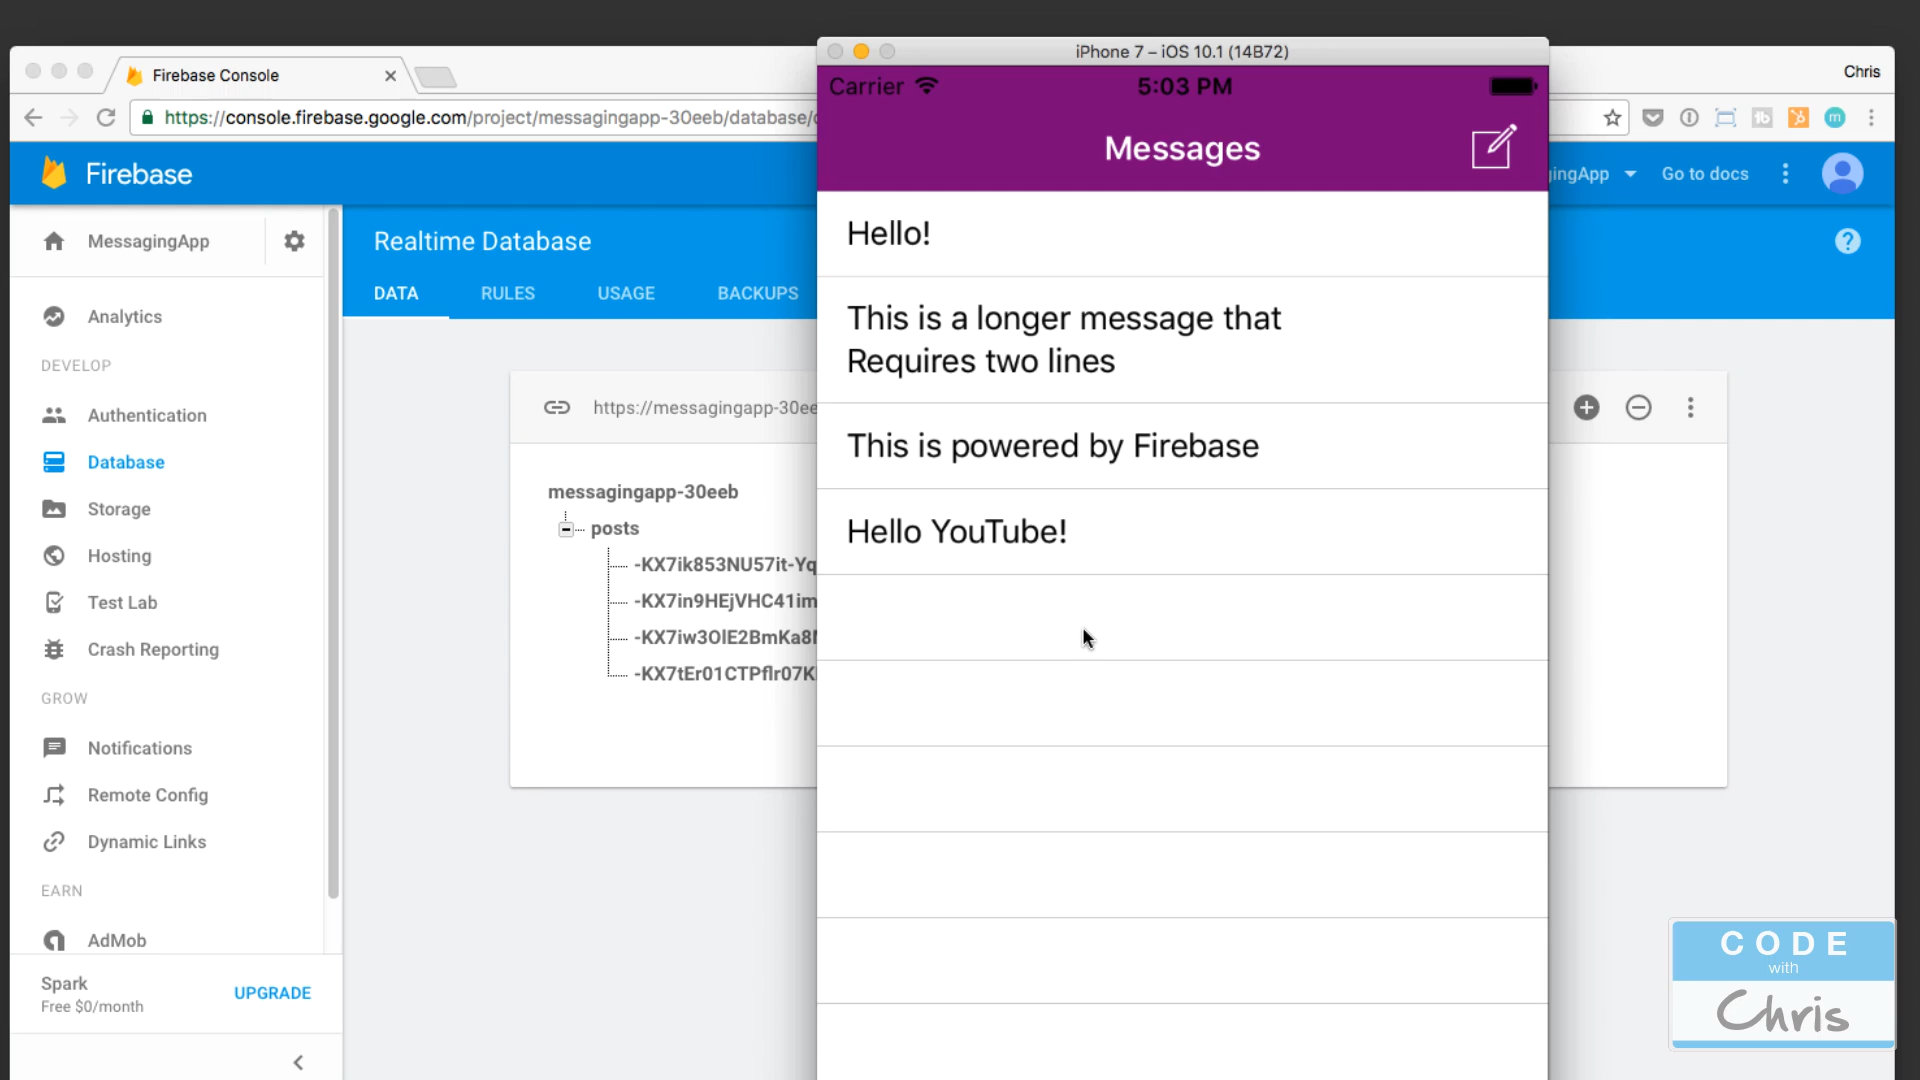 Firebase Console
Chris
https://console.firebase.google.com/project/messagingapp-30eeb/database/
Firebase
ingApp
Go to docs
MessagingApp
Analytics
DEVELOP
Authentication
Database
Storage
Hosting
Test Lab
Crash Reporting
GROW
Notifications
Remote Config
Dynamic Links
EARN
AdMob
Spark
Free $0/month
UPGRADE
Realtime Database
DATA
RULES
USAGE
BACKUPS
https://messagingapp-30ee
messagingapp-30eeb
posts
-KX7ik853NU57it-Yq
-KX7in9HEjVHC41im
-KX7iw3OlE2BmKa8
-KX7tEr01CTPflr07K
iPhone 7 – iOS 10.1 (14B72)
Carrier
5:03 PM
Messages
Hello!
This is a longer message that
Requires two lines
This is powered by Firebase
Hello YouTube!
CODE
with
Chris